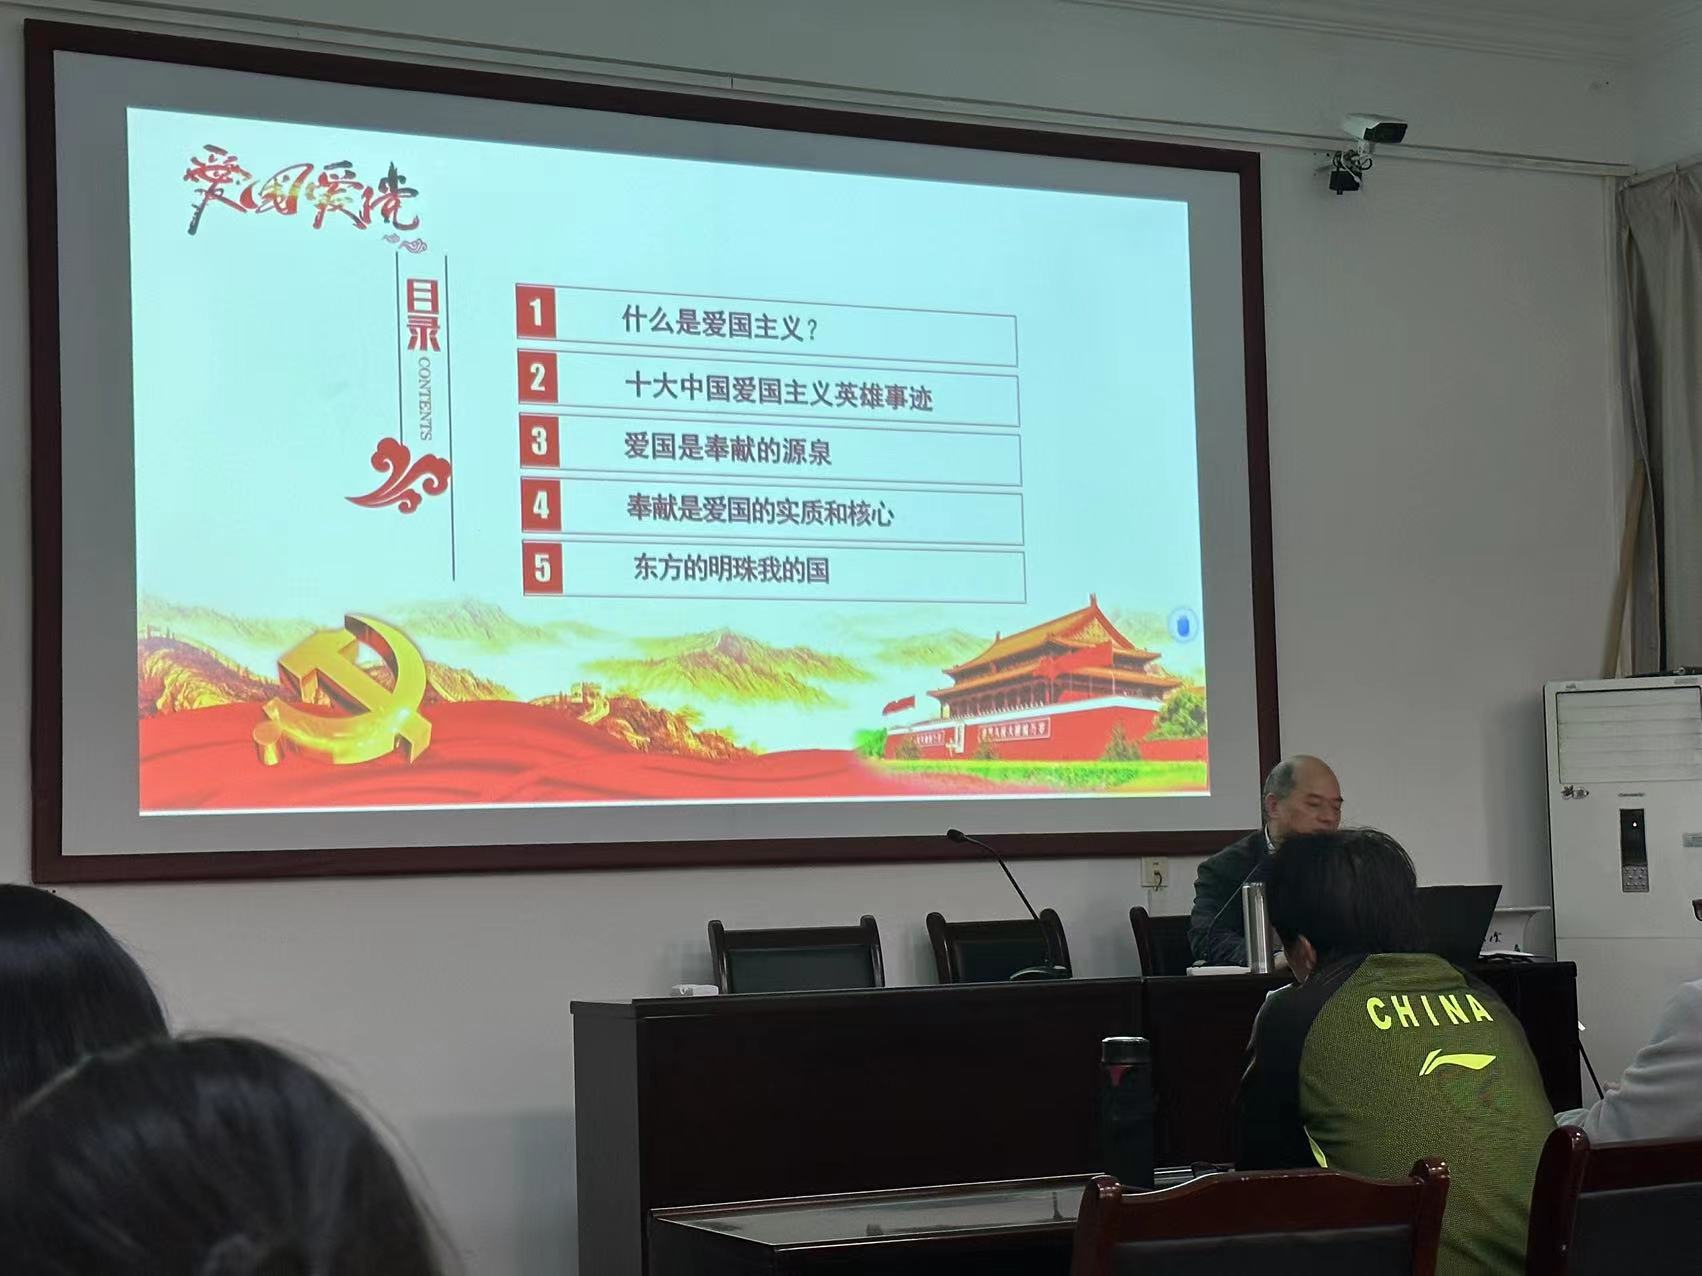 爱国爱党
目录
CONTENTS
1 什么是爱国主义？
2 十大中国爱国主义英雄事迹
3 爱国是奉献的源泉
4 奉献是爱国的实质和核心
5 东方的明珠我的国
CHINA